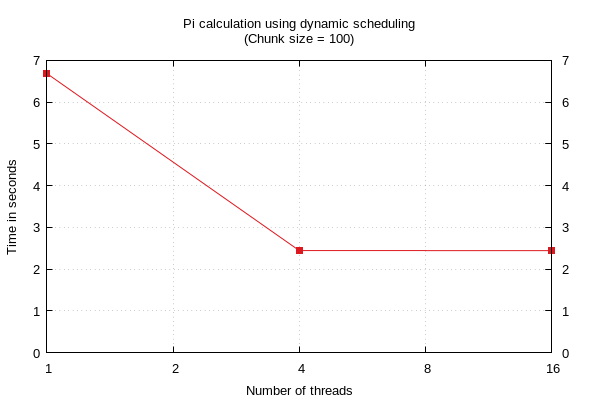 Pi calculation using dynamic scheduling
(Chunk size = 100)
7 7
6 6
5 5
4 4
3 3
2 2
1 1
0 0
Time in seconds
1 2 4 8 16
Number of threads